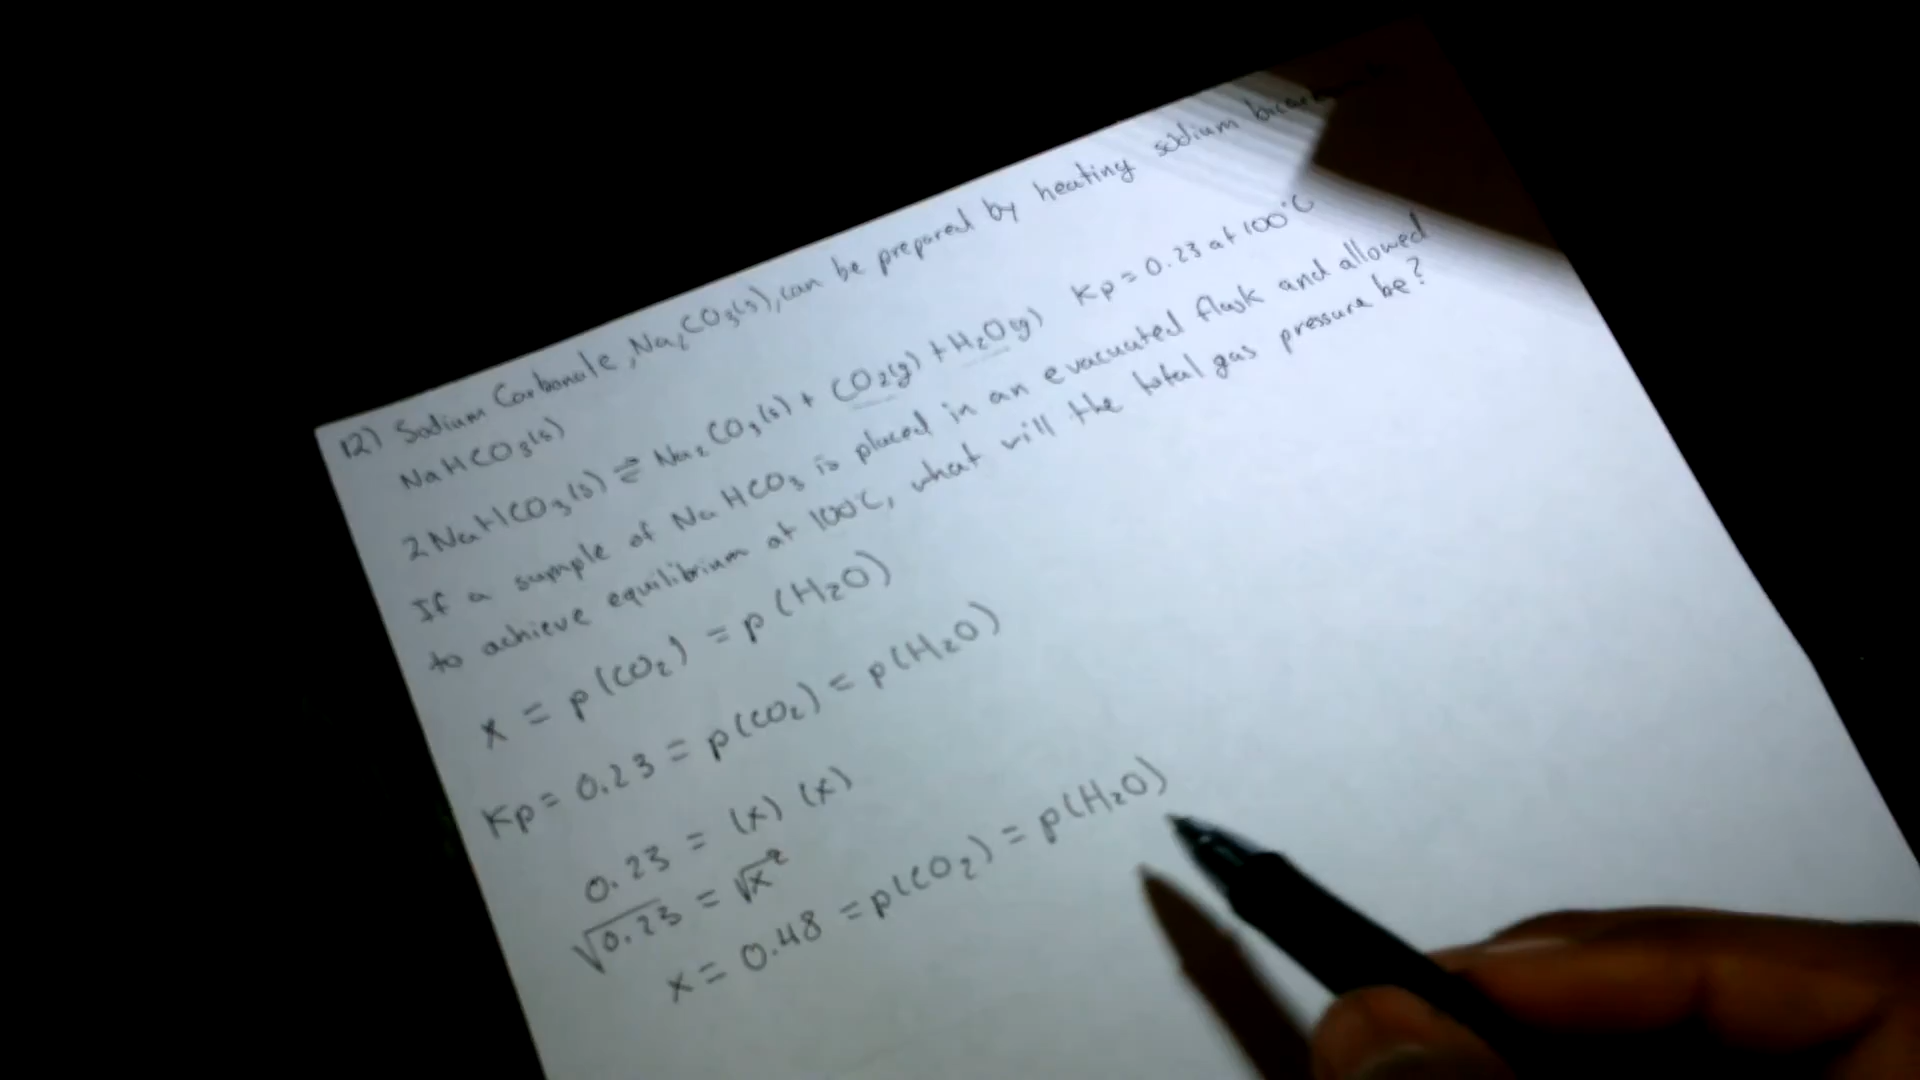 12) Sodium Carbonate, Na2CO3(s), can be prepared by heating sodium
NaHCO3(s)
2NaHCO3(s) ⇌ Na2CO3(s) + CO2(g) + H2O(g) Kp = 0.23 at 100°C
If a sample of NaHCO3 is placed in an evacuated flask and allowed
to achieve equilibrium at 100°C, what will the total gas pressure be?
x = p(CO2) = p(H2O)
Kp = 0.23 = p(CO2) = p(H2O)
0.23 = (x) (x)
√0.23 = √x²
x = 0.48 = p(CO2) = p(H2O)